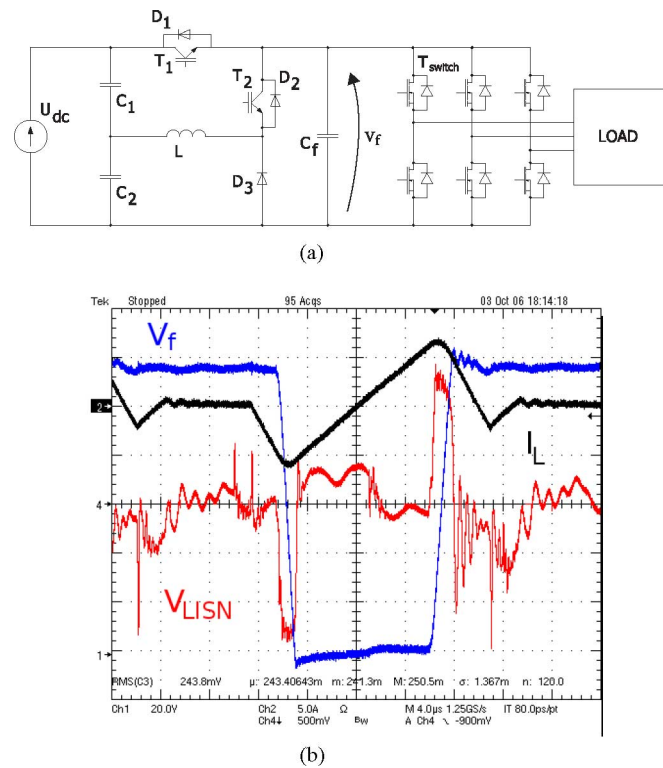 D1
T1
T2
D2
Tswitch
Udc
C1
L
Cf
vf
LOAD
C2
D3
(a)
Tek Stopped 95 Acqs 03 Oct 06 18:14:18
Vf
2
IL
4
VLISN
1
RMS(C3) 243.8mV µ: 243.40643m m: 241.3m M: 250.5m σ: 1.367m n: 120.0
Ch1 20.0V Ch2 5.0A Ω M 4.0µs 1.25GS/s IT 80.0ps/pt
Ch4↓ 500mV BW A Ch4 ∖ -900mV
(b)